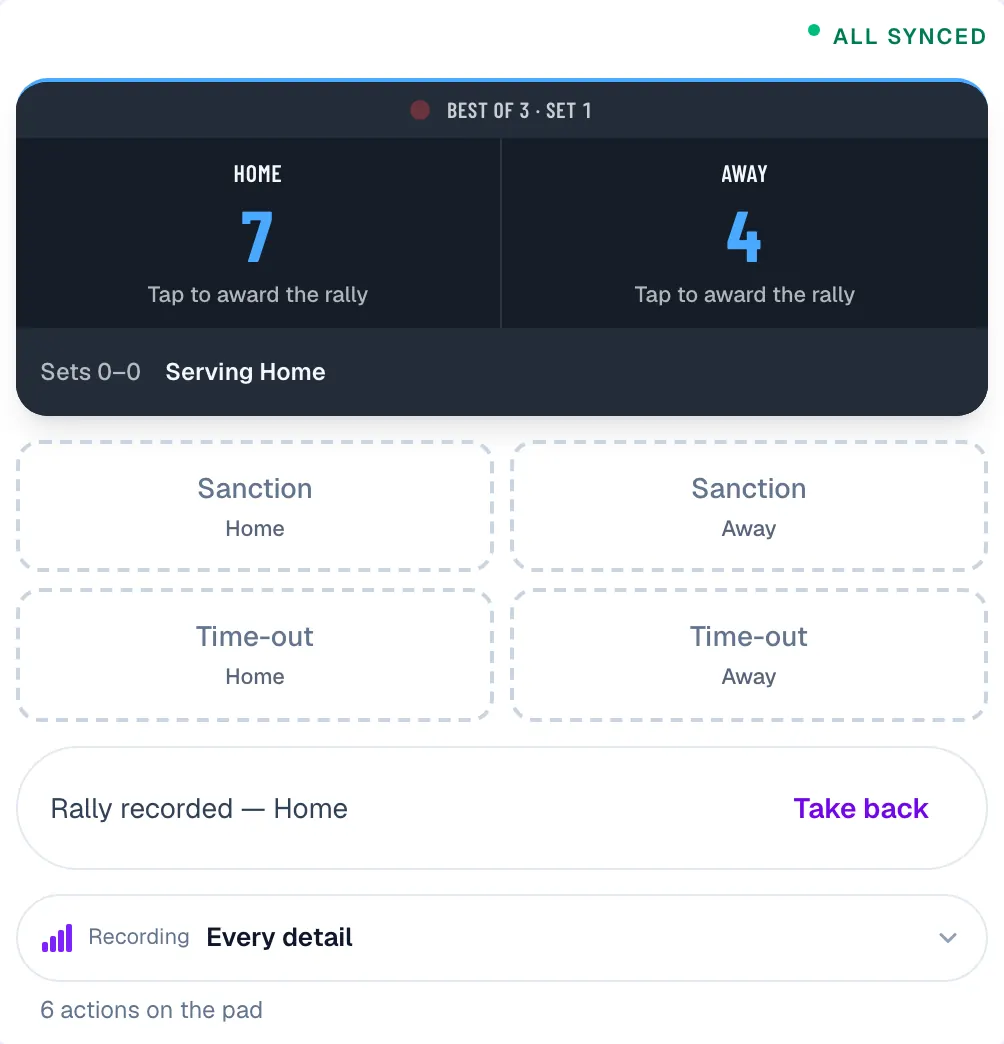 ALL SYNCED
BEST OF 3 · SET 1
HOME
7
Tap to award the rally
AWAY
4
Tap to award the rally
Sets 0–0 Serving Home
Sanction
Home
Sanction
Away
Time-out
Home
Time-out
Away
Rally recorded — Home
Take back
Recording Every detail
6 actions on the pad